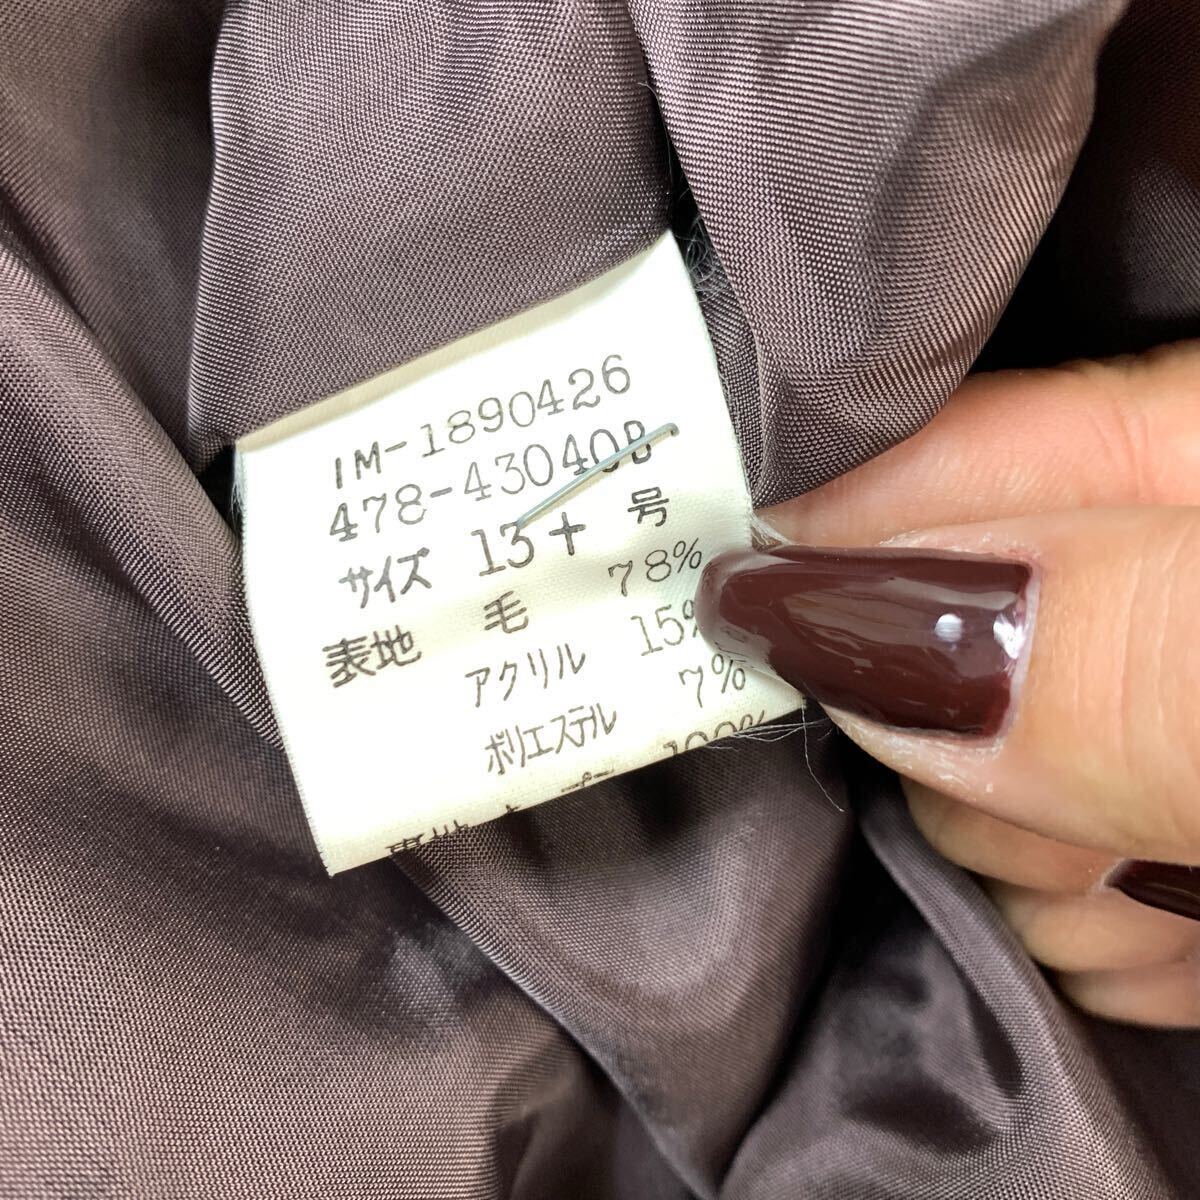 IM-1890426
478-43040B
サイズ 13+ 号
表地 毛 78%
アクリル 15%
ポリエステル 7%
100%